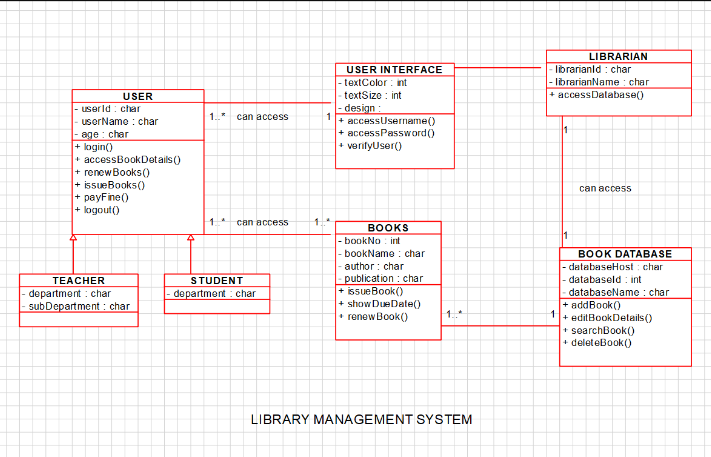 USER
- userId : char
- userName : char
- age : char
+ login()
+ accessBookDetails()
+ renewBooks()
+ issueBooks()
+ payFine()
+ logout()
1..* can access 1
USER INTERFACE
- textColor : int
- textSize : int
- design :
+ accessUsername()
+ accessPassword()
+ verifyUser()
LIBRARIAN
- librarianId : char
- librarianName : char
+ accessDatabase()
1
can access
1
1..* can access 1..*
TEACHER
- department : char
- subDepartment : char
STUDENT
- department : char
BOOKS
- bookNo : int
- bookName : char
- author : char
- publication : char
+ issueBook()
+ showDueDate()
+ renewBook()
1..* 1
BOOK DATABASE
- databaseHost : char
- databaseId : int
- databaseName : char
+ addBook()
+ editBookDetails()
+ searchBook()
+ deleteBook()
LIBRARY MANAGEMENT SYSTEM